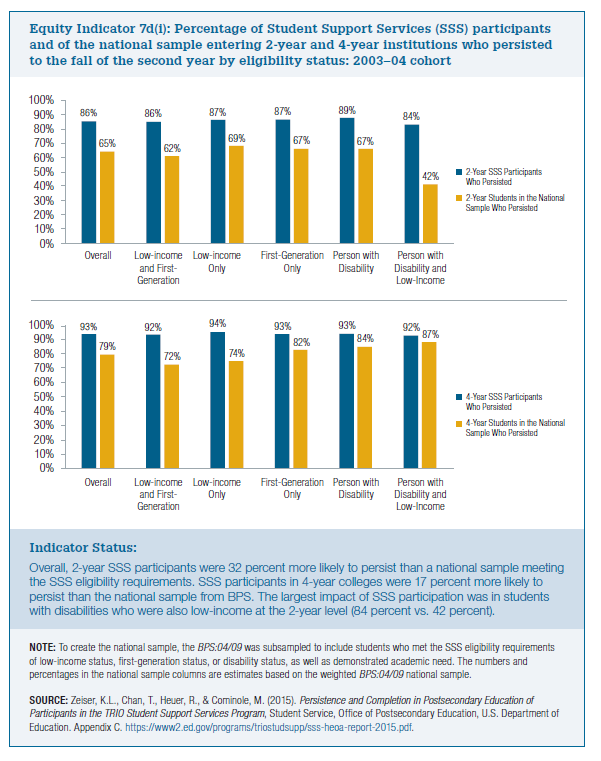 Equity Indicator 7d(i): Percentage of Student Support Services (SSS) participants
and of the national sample entering 2-year and 4-year institutions who persisted
to the fall of the second year by eligibility status: 2003–04 cohort
100%
90%
80%
70%
60%
50%
40%
30%
20%
10%
0%
86% 65% 86% 62% 87% 69% 87% 67% 89% 67% 84% 42%
Overall
Low-income
and First-
Generation
Low-income
Only
First-Generation
Only
Person with
Disability
Person with
Disability and
Low-Income
2-Year SSS Participants
Who Persisted
2-Year Students in the National
Sample Who Persisted
100%
90%
80%
70%
60%
50%
40%
30%
20%
10%
0%
93% 79% 92% 72% 94% 74% 93% 82% 93% 84% 92% 87%
Overall
Low-income
and First-
Generation
Low-income
Only
First-Generation
Only
Person with
Disability
Person with
Disability and
Low-Income
4-Year SSS Participants
Who Persisted
4-Year Students in the National
Sample Who Persisted
Indicator Status:
Overall, 2-year SSS participants were 32 percent more likely to persist than a national sample meeting
the SSS eligibility requirements. SSS participants in 4-year colleges were 17 percent more likely to
persist than the national sample from BPS. The largest impact of SSS participation was in students
with disabilities who were also low-income at the 2-year level (84 percent vs. 42 percent).
NOTE: To create the national sample, the BPS:04/09 was subsampled to include students who met the SSS eligibility requirements
of low-income status, first-generation status, or disability status, as well as demonstrated academic need. The numbers and
percentages in the national sample columns are estimates based on the weighted BPS:04/09 national sample.
SOURCE: Zeiser, K.L., Chan, T., Heuer, R., & Cominole, M. (2015). Persistence and Completion in Postsecondary Education of
Participants in the TRIO Student Support Services Program, Student Service, Office of Postsecondary Education, U.S. Department of
Education. Appendix C. https://www2.ed.gov/programs/triostudsupp/sss-heoa-report-2015.pdf.